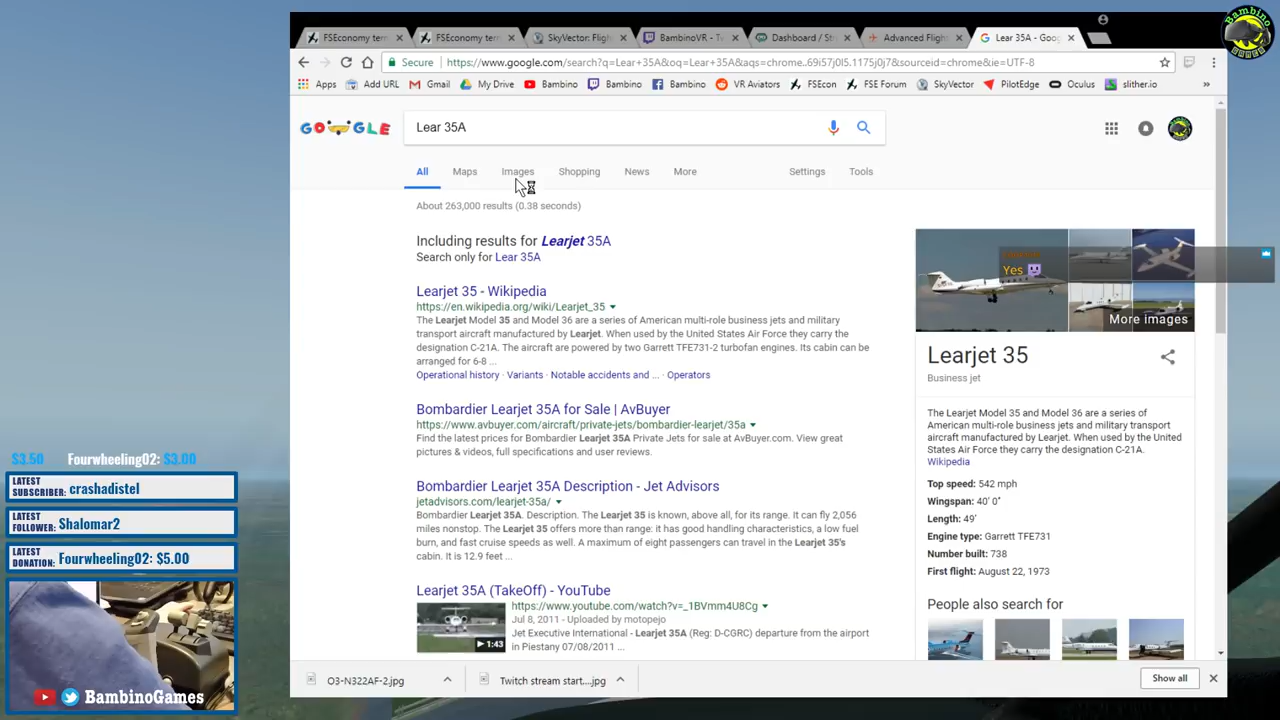 Bambino
GAMES
FSEconomy terr
FSEconomy terr
SkyVector: Flight
BambinoVR - Tw
Dashboard / Stri
Advanced Flight
Lear 35A - Goog
Secure
https://www.google.com/search?q=Lear+35A&oq=Lear+35A&aqs=chrome..69i57j0l5.1175j0j7&sourceid=chrome&ie=UTF-8
Apps
Add URL
Gmail
My Drive
Bambino
Bambino
Bambino
VR Aviators
FSEcon
FSE Forum
SkyVector
PilotEdge
Oculus
slither.io
»
GOOGLE
Lear 35A
All
Maps
Images
Shopping
News
More
Settings
Tools
About 263,000 results (0.38 seconds)
Including results for Learjet 35A
Search only for Lear 35A
Learjet 35 - Wikipedia
https://en.wikipedia.org/wiki/Learjet_35
The Learjet Model 35 and Model 36 are a series of American multi-role business jets and military
transport aircraft manufactured by Learjet. When used by the United States Air Force they carry the
designation C-21A. The aircraft are powered by two Garrett TFE731-2 turbofan engines. Its cabin can be
arranged for 6-8 ...
Operational history · Variants · Notable accidents and ... · Operators
Bombardier Learjet 35A for Sale | AvBuyer
https://www.avbuyer.com/aircraft/private-jets/bombardier-learjet/35a
Find the latest prices for Bombardier Learjet 35A Private Jets for sale at AvBuyer.com. View great
pictures & videos, full specifications and user reviews.
Bombardier Learjet 35A Description - Jet Advisors
jetadvisors.com/learjet-35a/
Bombardier Learjet 35A. Description. The Learjet 35 is known, above all, for its range. It can fly 2,056
miles nonstop. The Learjet 35 offers more than range: it has good handling characteristics, a low fuel
burn, and fast cruise speeds as well. A maximum of eight passengers can travel in the Learjet 35's
cabin. It is 12.9 feet ...
Learjet 35A (TakeOff) - YouTube
https://www.youtube.com/watch?v=_1BVmm4U8Cg
Jul 8, 2011 - Uploaded by motopejo
Jet Executive International - Learjet 35A (Reg: D-CGRC) departure from the airport
in Piestany 07/08/2011 ...
1:43
Yes
More images
Learjet 35
Business jet
The Learjet Model 35 and Model 36 are a series of
American multi-role business jets and military
transport aircraft manufactured by Learjet. When used
by the United States Air Force they carry the
designation C-21A.
Wikipedia
Top speed: 542 mph
Wingspan: 40′ 0″
Length: 49′
Engine type: Garrett TFE731
Number built: 738
First flight: August 22, 1973
People also search for
O3-N322AF-2.jpg
Twitch stream start....jpg
Show all
$3.50 Fourwheeling02: $3.00
LATEST
SUBSCRIBER: crashadistel
LATEST
FOLLOWER: Shalomar2
LATEST
DONATION: Fourwheeling02: $5.00
BambinoGames